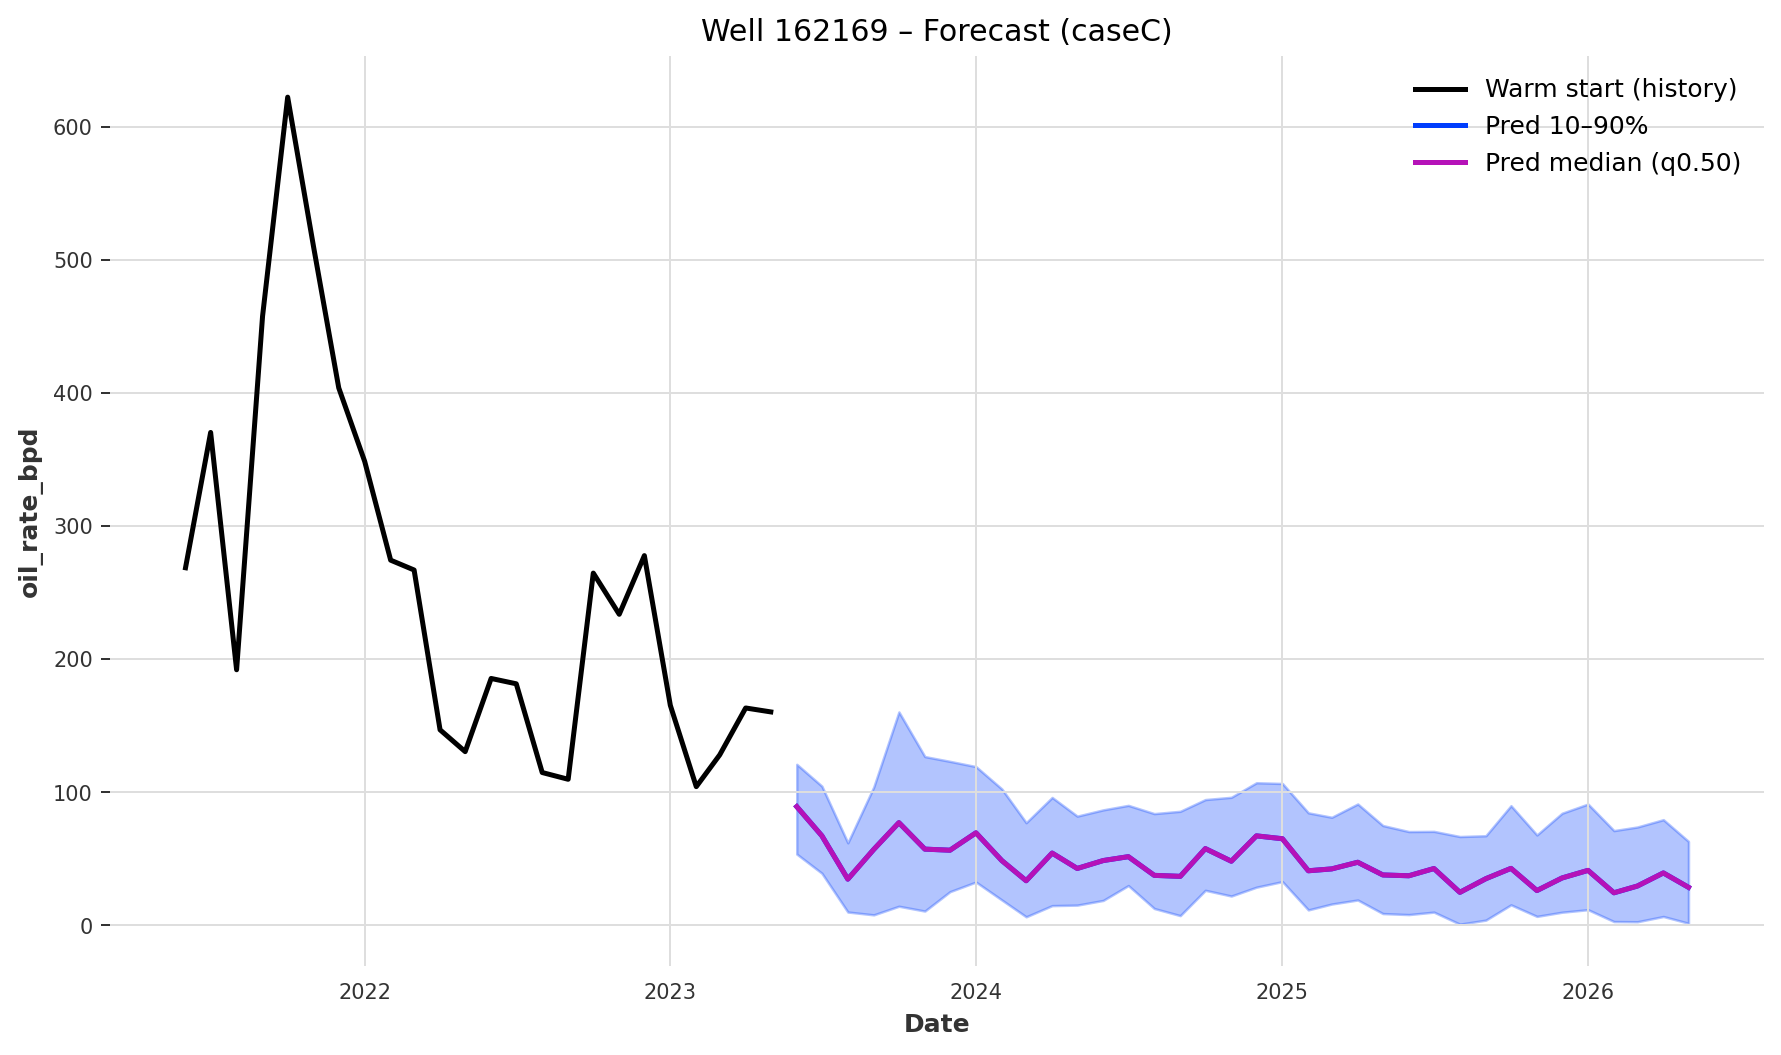 Well 162169 – Forecast (caseC)
Warm start (history)
Pred 10–90%
Pred median (q0.50)
600
500
400
300
200
100
0
oil_rate_bpd
2022
2023
2024
2025
2026
Date